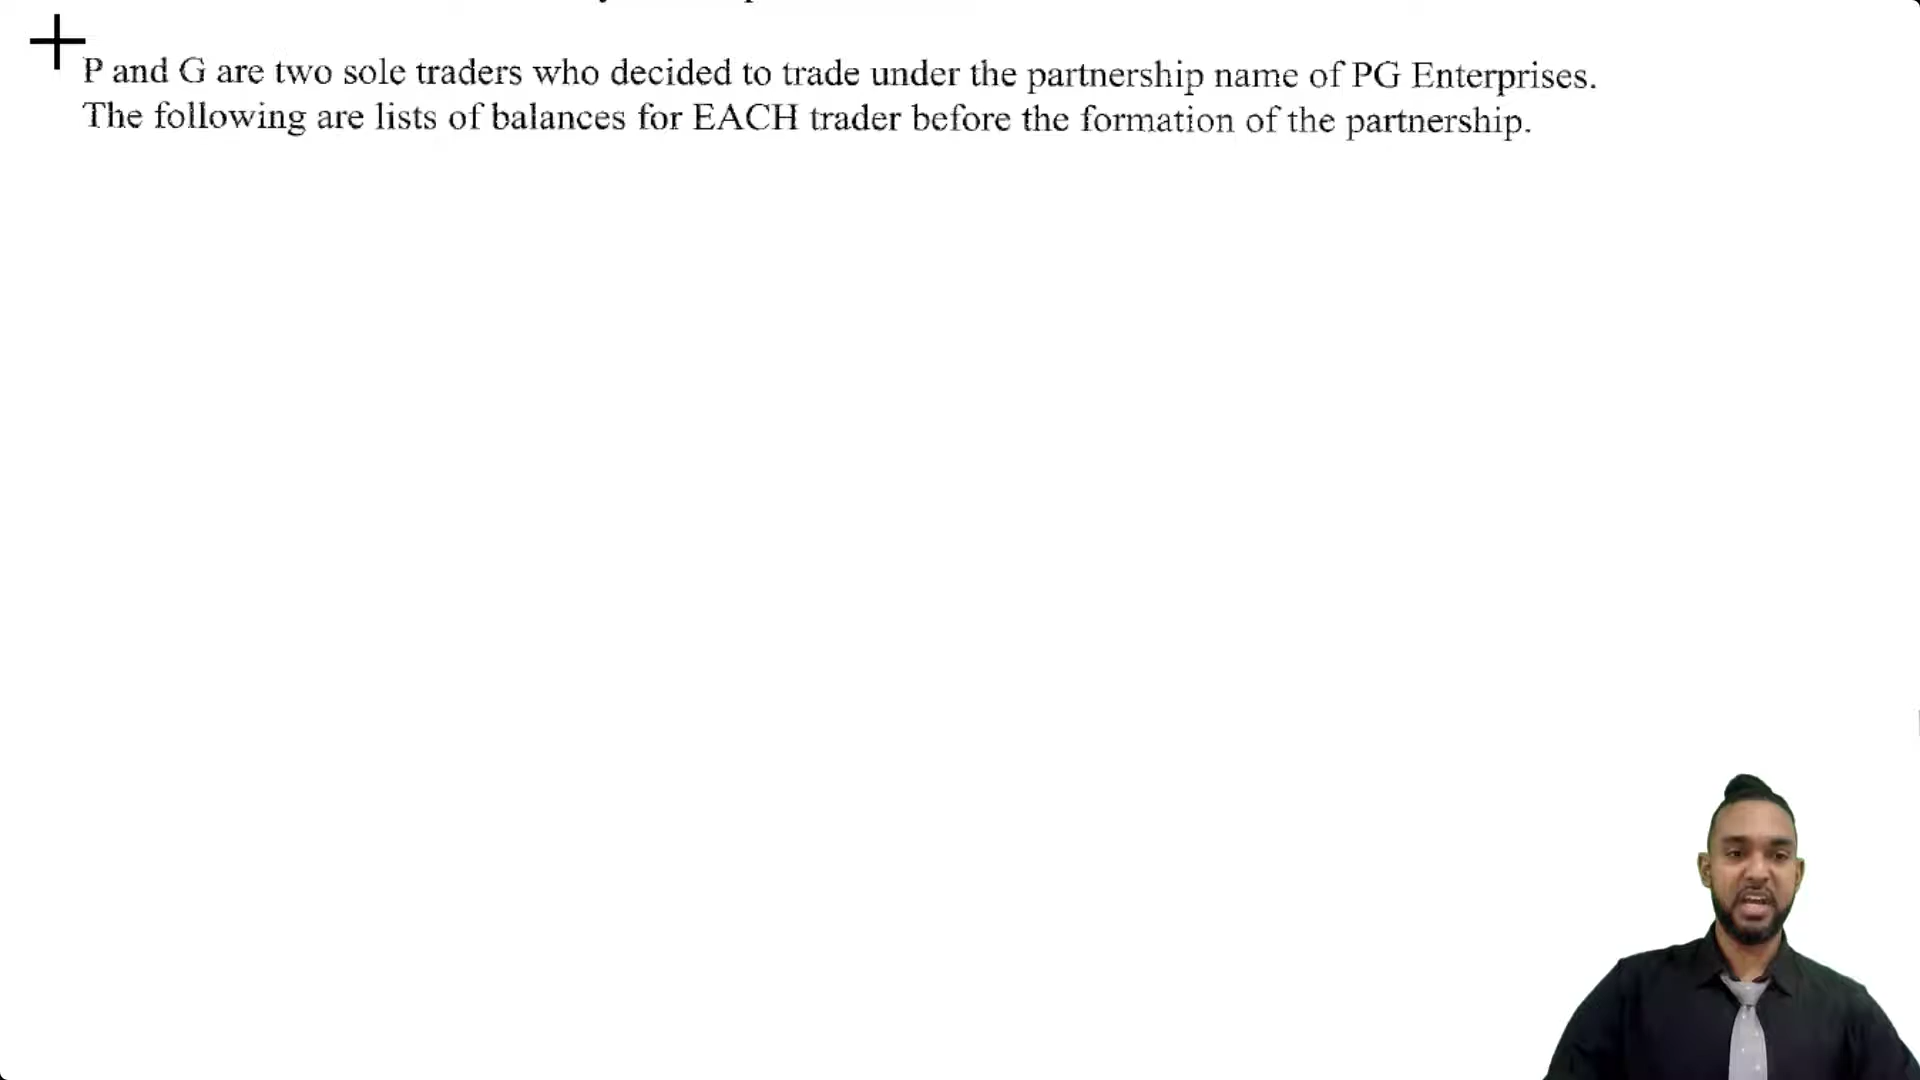 P and G are two sole traders who decided to trade under the partnership name of PG Enterprises.
The following are lists of balances for EACH trader before the formation of the partnership.